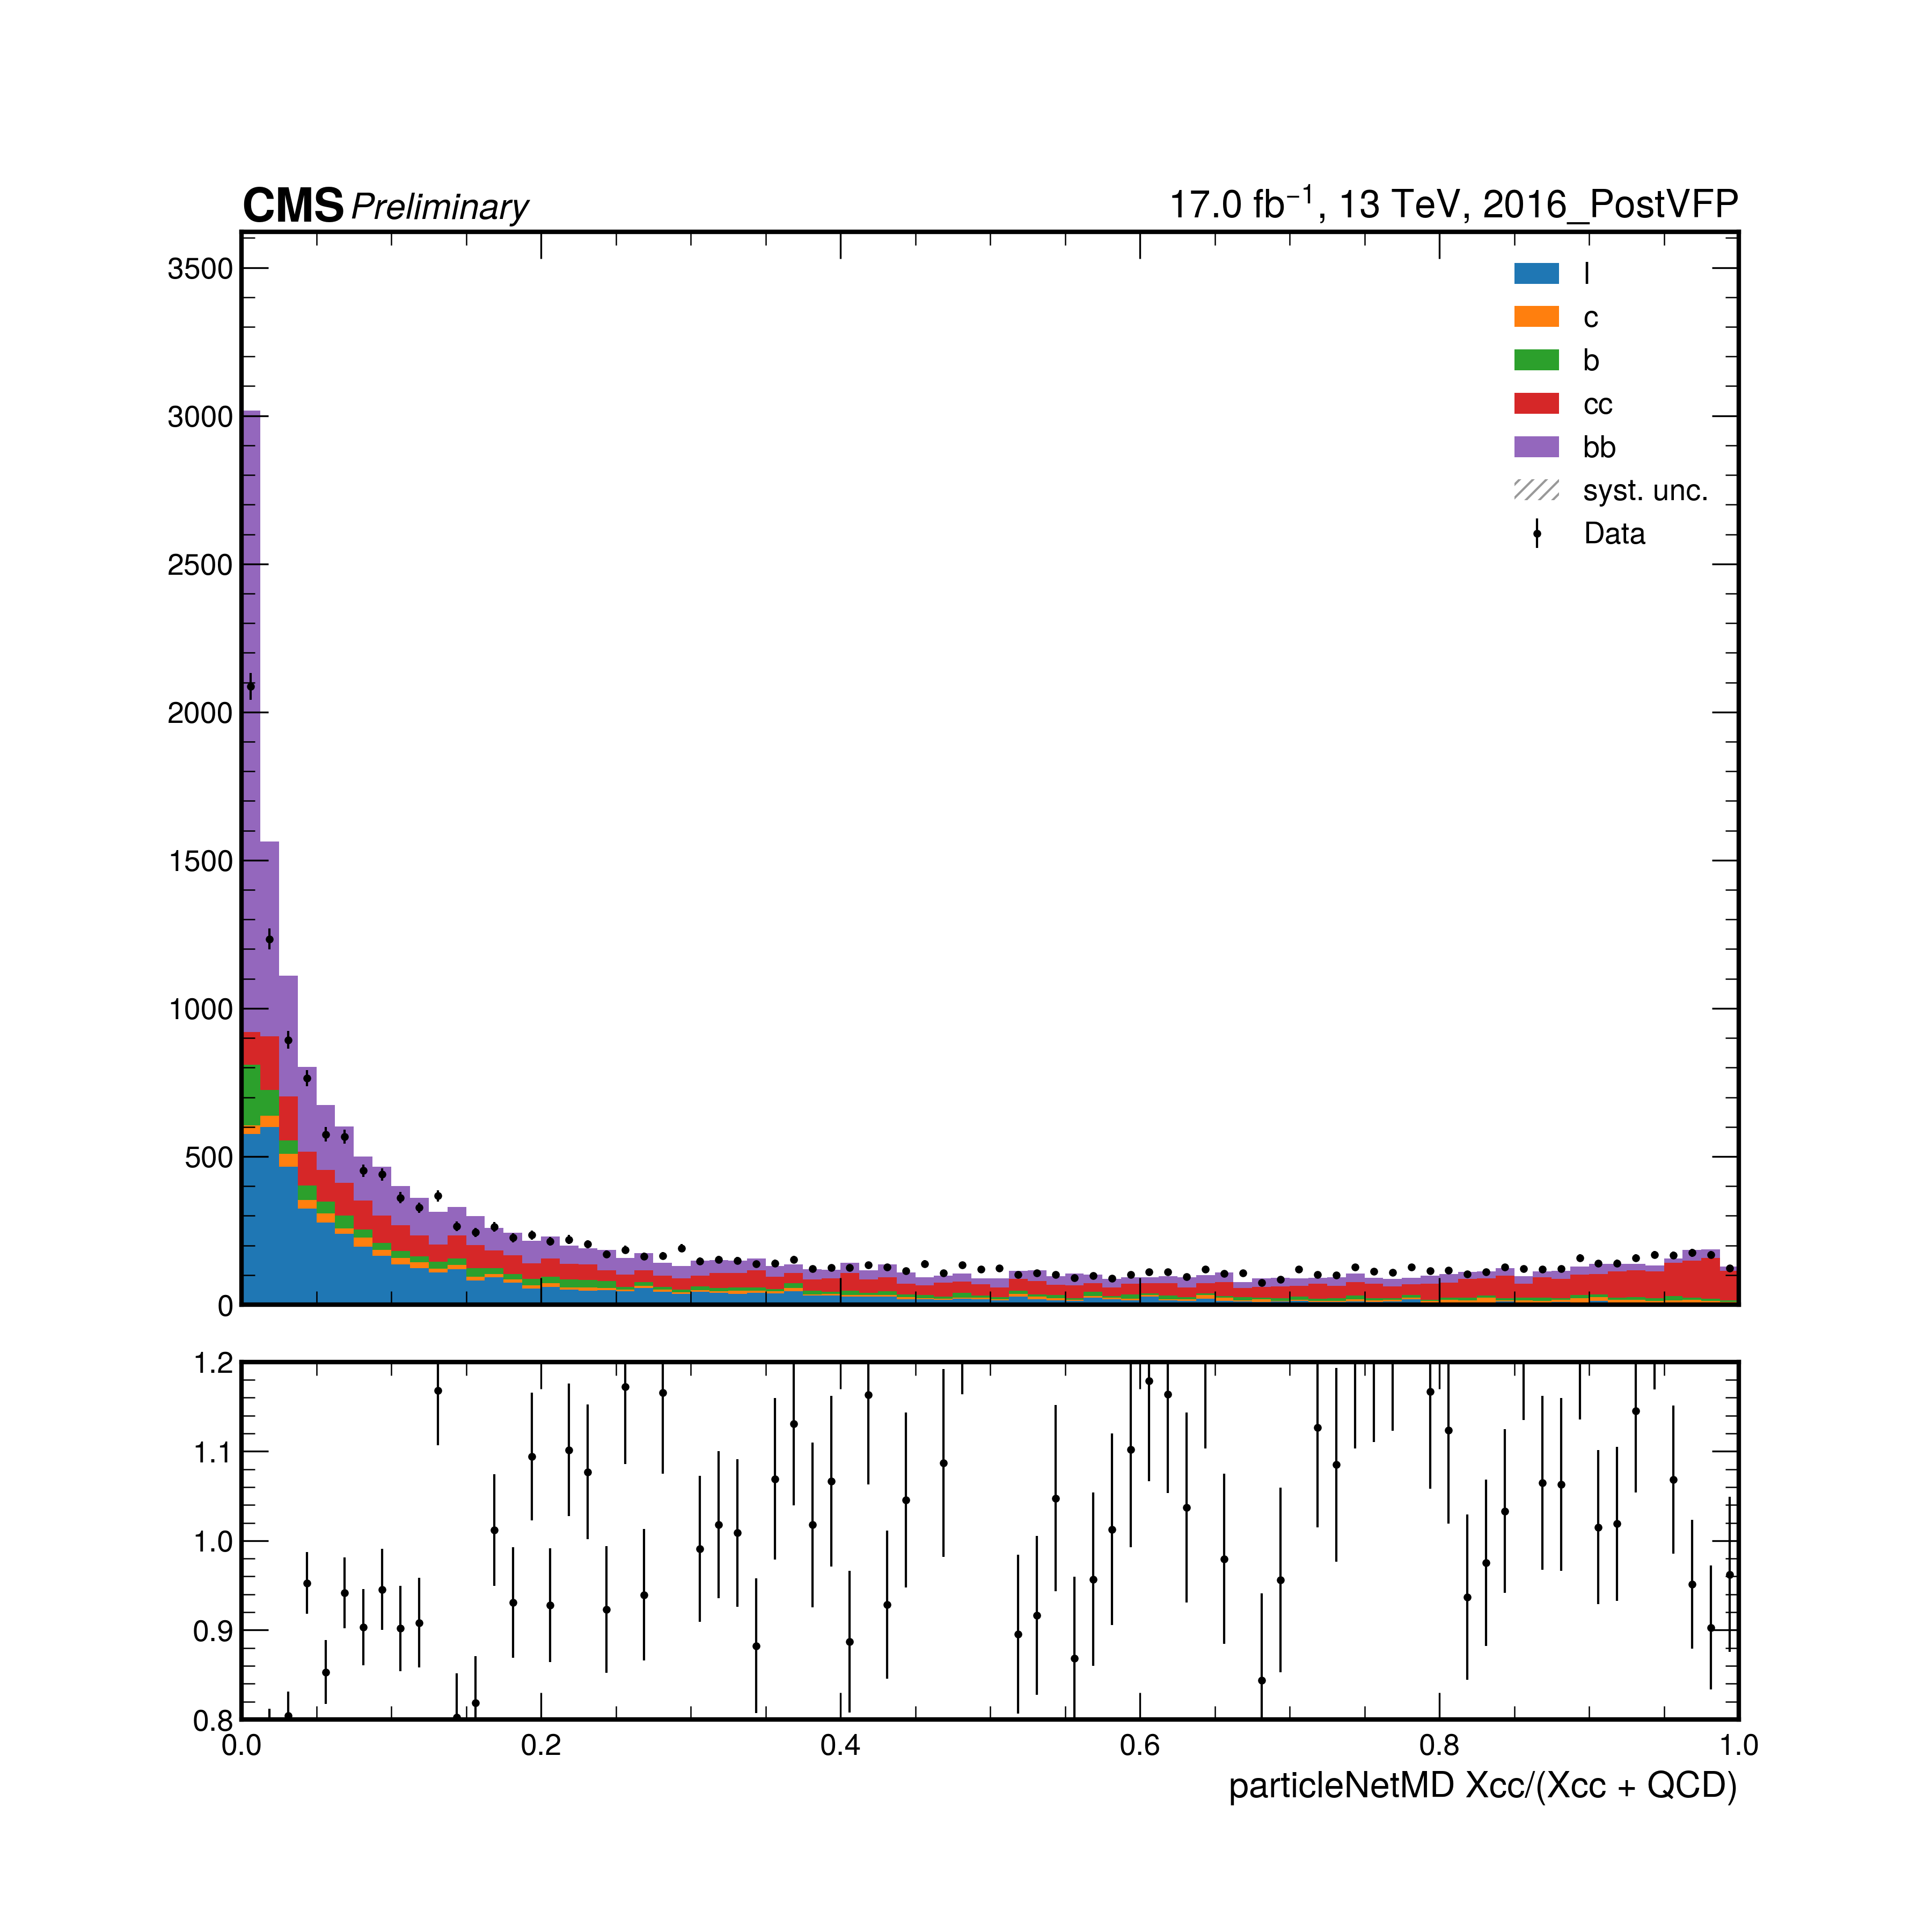 CMS Preliminary 17.0 fb⁻¹, 13 TeV, 2016_PostVFP
3500
3000
2500
2000
1500
1000
500
0
l
c
b
cc
bb
syst. unc.
Data
1.2
1.1
1.0
0.9
0.8
0.0 0.2 0.4 0.6 0.8 1.0
particleNetMD Xcc/(Xcc + QCD)